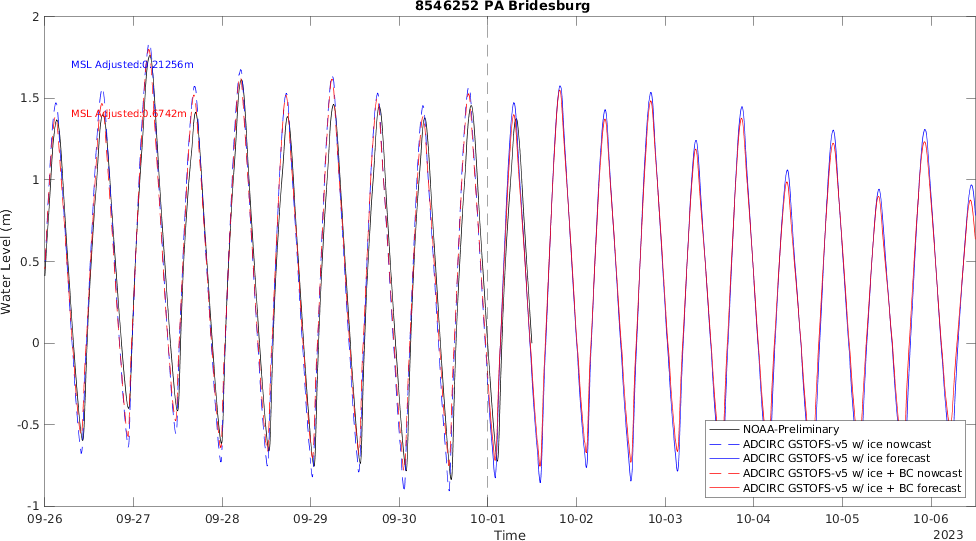 8546252 PA Bridesburg
2
1.5
1
0.5
0
-0.5
-1
Water Level (m)
MSL Adjusted:0.21256m
MSL Adjusted:0.6742m
NOAA-Preliminary
ADCIRC GSTOFS-v5 w/ ice nowcast
ADCIRC GSTOFS-v5 w/ ice forecast
ADCIRC GSTOFS-v5 w/ ice + BC nowcast
ADCIRC GSTOFS-v5 w/ ice + BC forecast
09-26 09-27 09-28 09-29 09-30 10-01 10-02 10-03 10-04 10-05 10-06
Time
2023